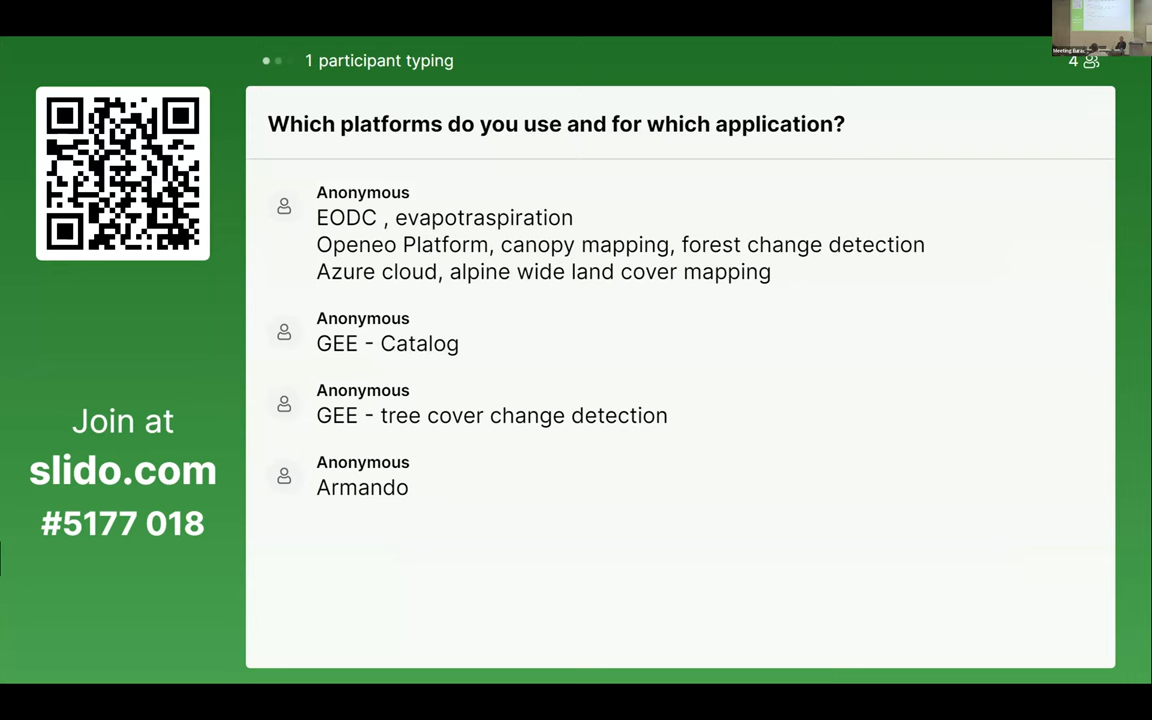 1 participant typing
4
Which platforms do you use and for which application?
Anonymous
EODC , evapotraspiration
Openeo Platform, canopy mapping, forest change detection
Azure cloud, alpine wide land cover mapping
Anonymous
GEE - Catalog
Anonymous
GEE - tree cover change detection
Anonymous
Armando
Join at
slido.com
#5177 018